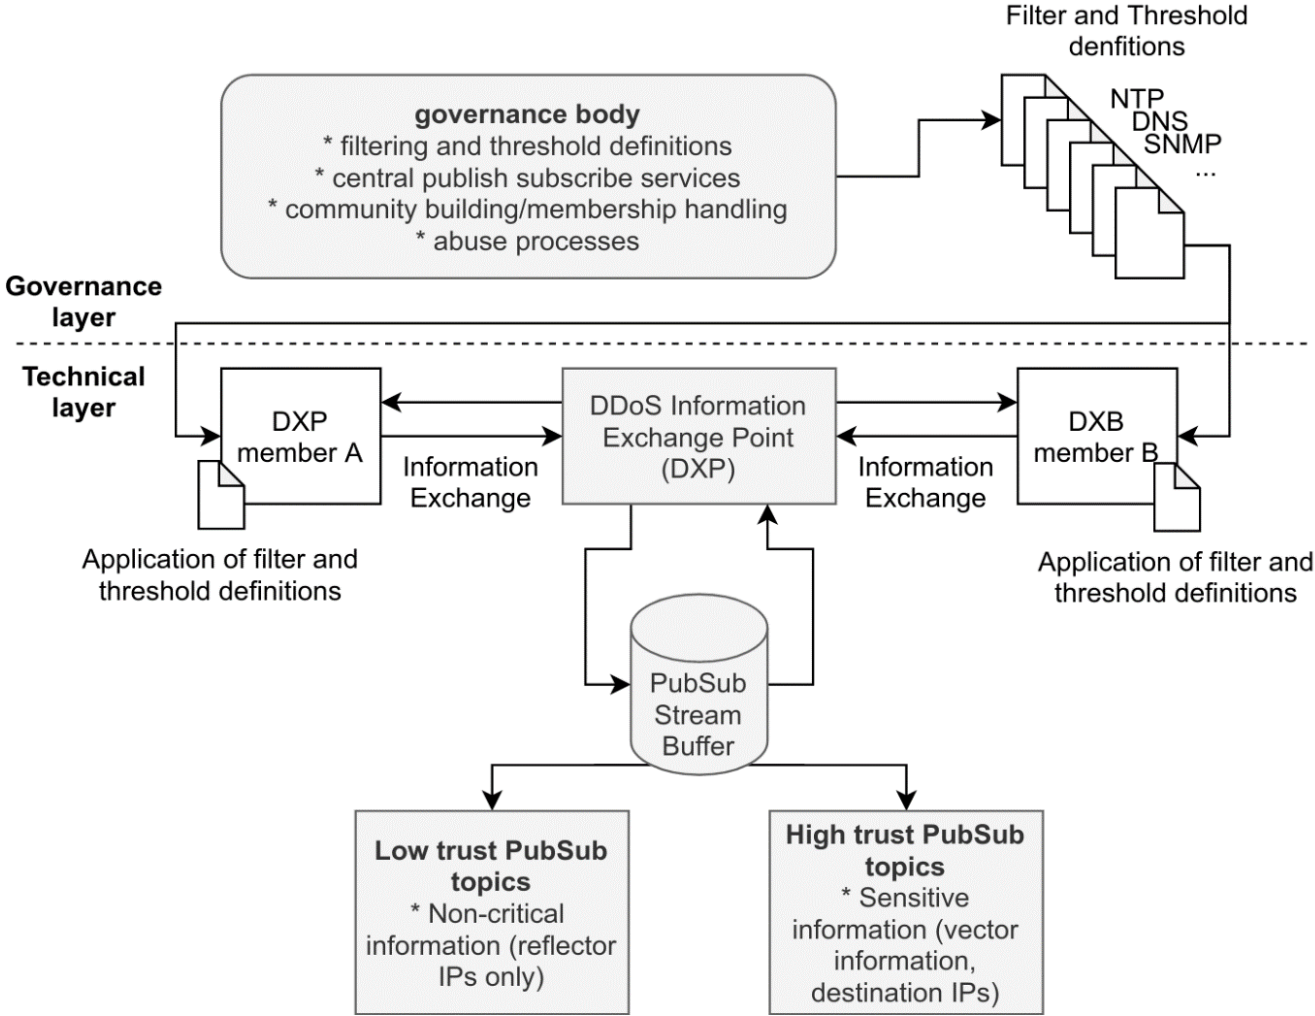 Filter and Threshold
denfitions
NTP
DNS
SNMP
...
governance body
* filtering and threshold definitions
* central publish subscribe services
* community building/membership handling
* abuse processes
Governance
layer
Technical
layer
DXP
member A
Information
Exchange
DDoS Information
Exchange Point
(DXP)
Information
Exchange
DXB
member B
Application of filter and
threshold definitions
Application of filter and
threshold definitions
PubSub
Stream
Buffer
Low trust PubSub
topics
* Non-critical
information (reflector
IPs only)
High trust PubSub
topics
* Sensitive
information (vector
information,
destination IPs)